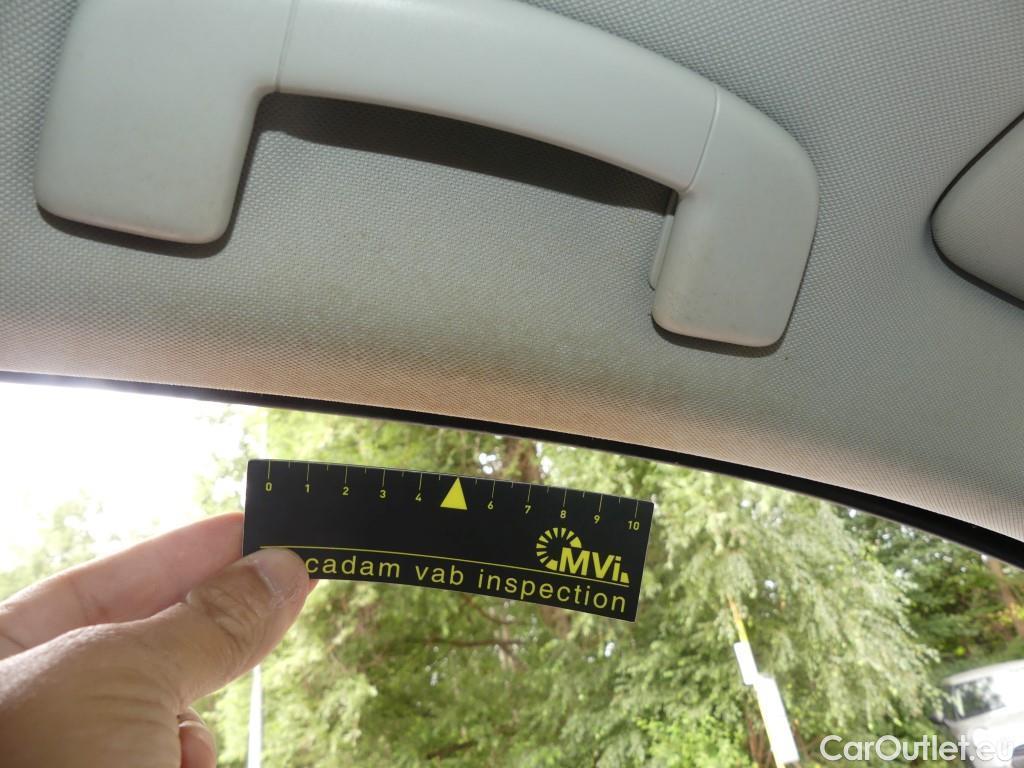 0 1 2 3 4 6 7 8 9 10
MVi
cadam vab inspection
CarOutlet.eu